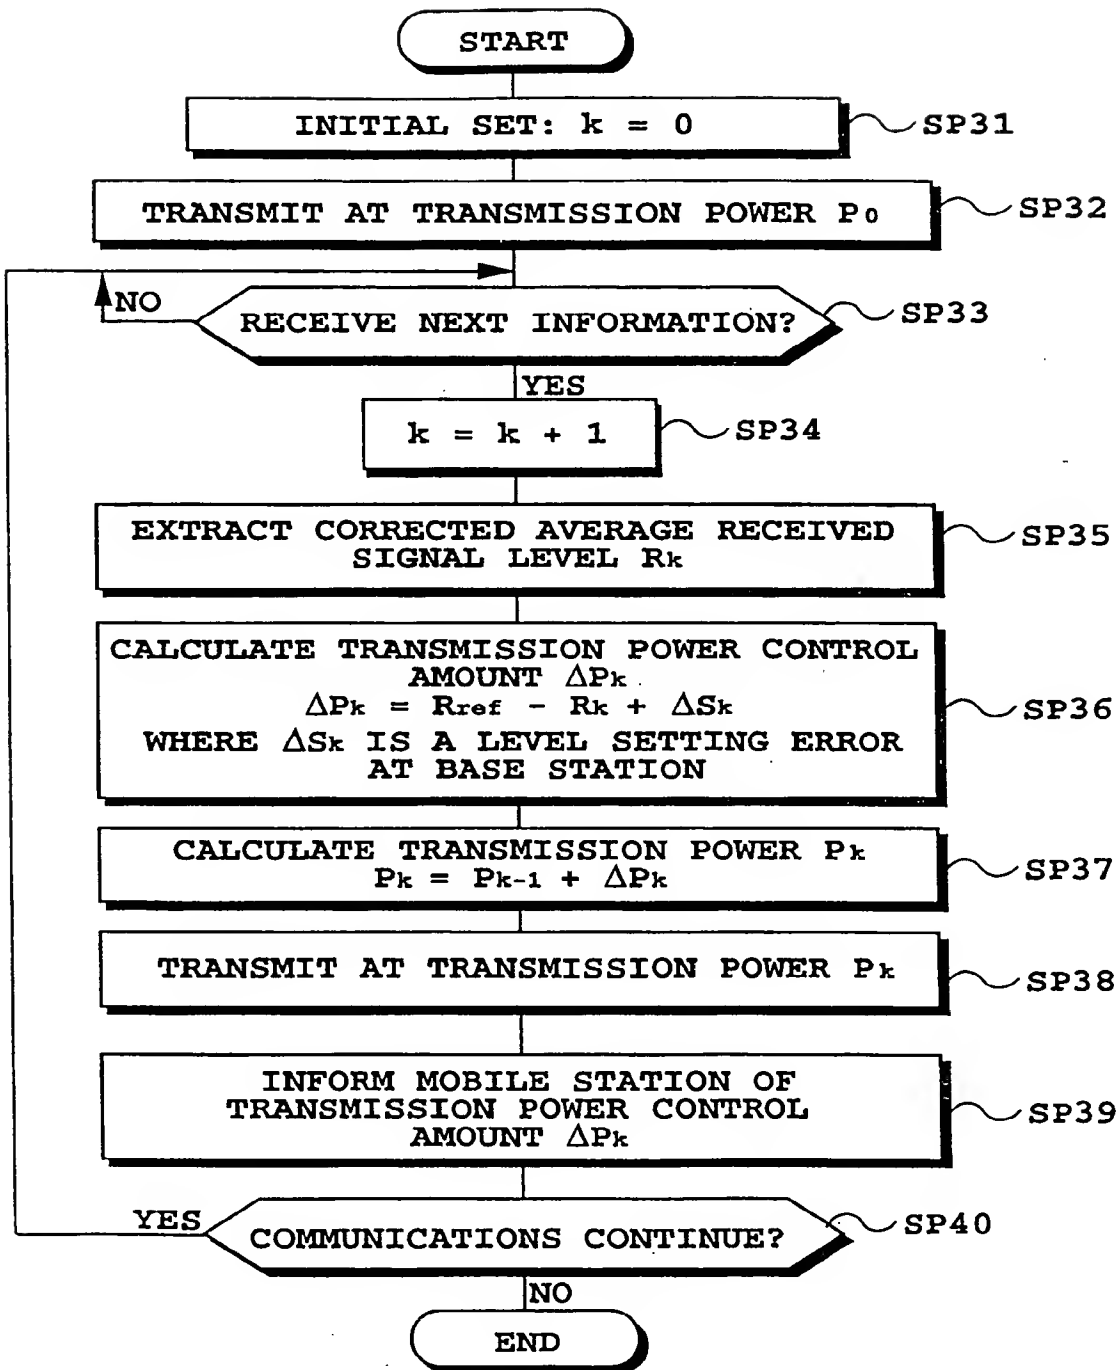 START
INITIAL SET: k = 0
SP31
TRANSMIT AT TRANSMISSION POWER P0
SP32
NO
RECEIVE NEXT INFORMATION?
SP33
YES
k = k + 1
SP34
EXTRACT CORRECTED AVERAGE RECEIVED
SIGNAL LEVEL Rk
SP35
CALCULATE TRANSMISSION POWER CONTROL
AMOUNT ΔPk
ΔPk = Rref - Rk + ΔSk
WHERE ΔSk IS A LEVEL SETTING ERROR
AT BASE STATION
SP36
CALCULATE TRANSMISSION POWER Pk
Pk = Pk-1 + ΔPk
SP37
TRANSMIT AT TRANSMISSION POWER Pk
SP38
INFORM MOBILE STATION OF
TRANSMISSION POWER CONTROL
AMOUNT ΔPk
SP39
YES
COMMUNICATIONS CONTINUE?
SP40
NO
END